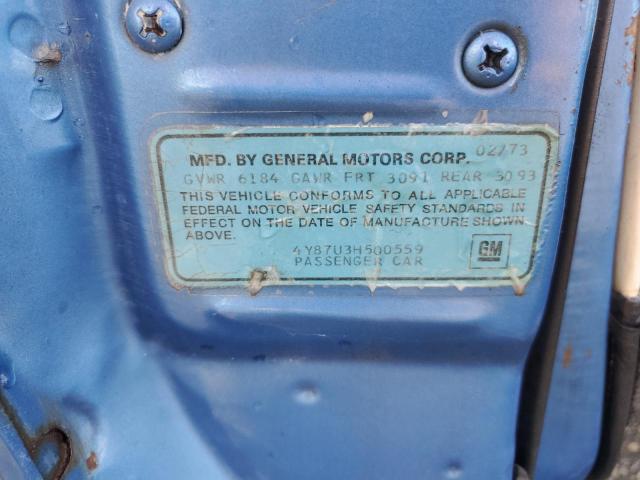 MFD. BY GENERAL MOTORS CORP. 02/73
GVWR 6184 GAWR FRT 3091 REAR 3093
THIS VEHICLE CONFORMS TO ALL APPLICABLE
FEDERAL MOTOR VEHICLE SAFETY STANDARDS IN
EFFECT ON THE DATE OF MANUFACTURE SHOWN
ABOVE.
4Y87U3H500559
PASSENGER CAR
GM